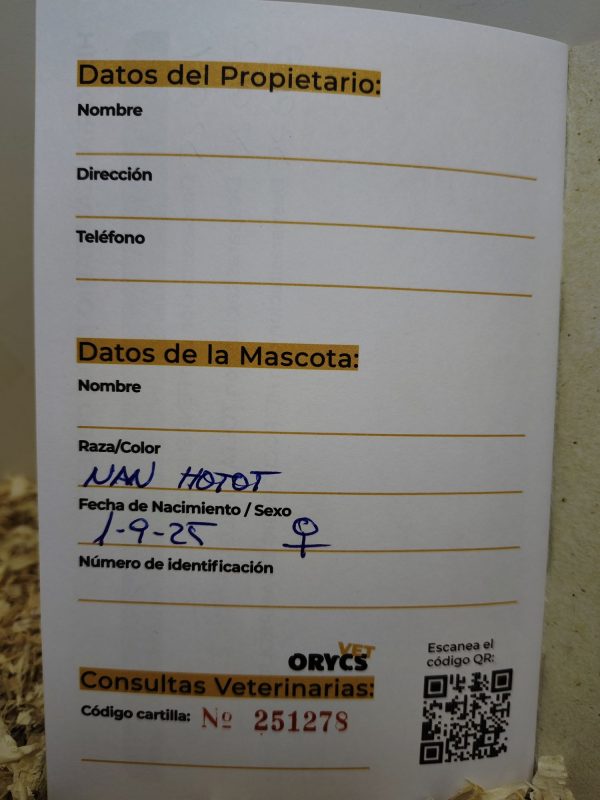 Datos del Propietario:
Nombre
Dirección
Teléfono
Datos de la Mascota:
Nombre
Raza/Color
NAN HOTOT
Fecha de Nacimiento / Sexo
1-9-25 ♀
Número de identificación
ORYCS VET
Escanea el
código QR:
Consultas Veterinarias:
Código cartilla: Nº 251278